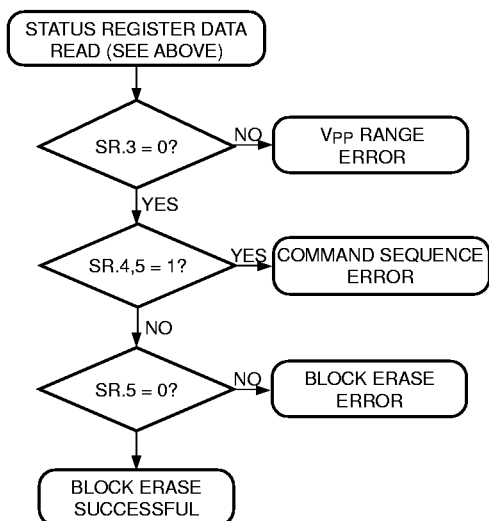 STATUS REGISTER DATA
READ (SEE ABOVE)
SR.3 = 0?
NO
VPP RANGE
ERROR
YES
SR.4,5 = 1?
YES
COMMAND SEQUENCE
ERROR
NO
SR.5 = 0?
NO
BLOCK ERASE
ERROR
BLOCK ERASE
SUCCESSFUL